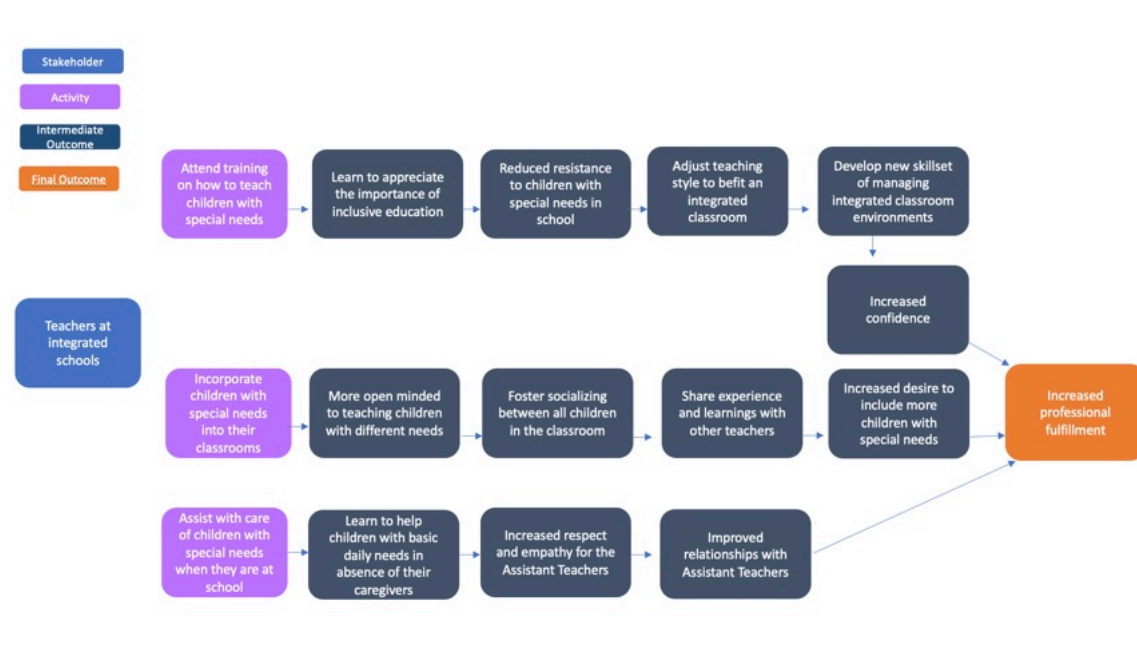 Stakeholder
Activity
Intermediate
Outcome
Final Outcome
Attend training
on how to teach
children with
special needs
Learn to appreciate
the importance of
inclusive education
Reduced resistance
to children with
special needs in
school
Adjust teaching
style to befit an
integrated
classroom
Develop new skillset
of managing
integrated classroom
environments
Increased
confidence
Teachers at
integrated
schools
Incorporate
children with
special needs
into their
classrooms
More open minded
to teaching children
with different needs
Foster socializing
between all children
in the classroom
Share experience
and learnings with
other teachers
Increased desire to
include more
children with
special needs
Increased
professional
fulfillment
Assist with care
of children with
special needs
when they are at
school
Learn to help
children with basic
daily needs in
absence of their
caregivers
Increased respect
and empathy for the
Assistant Teachers
Improved
relationships with
Assistant Teachers